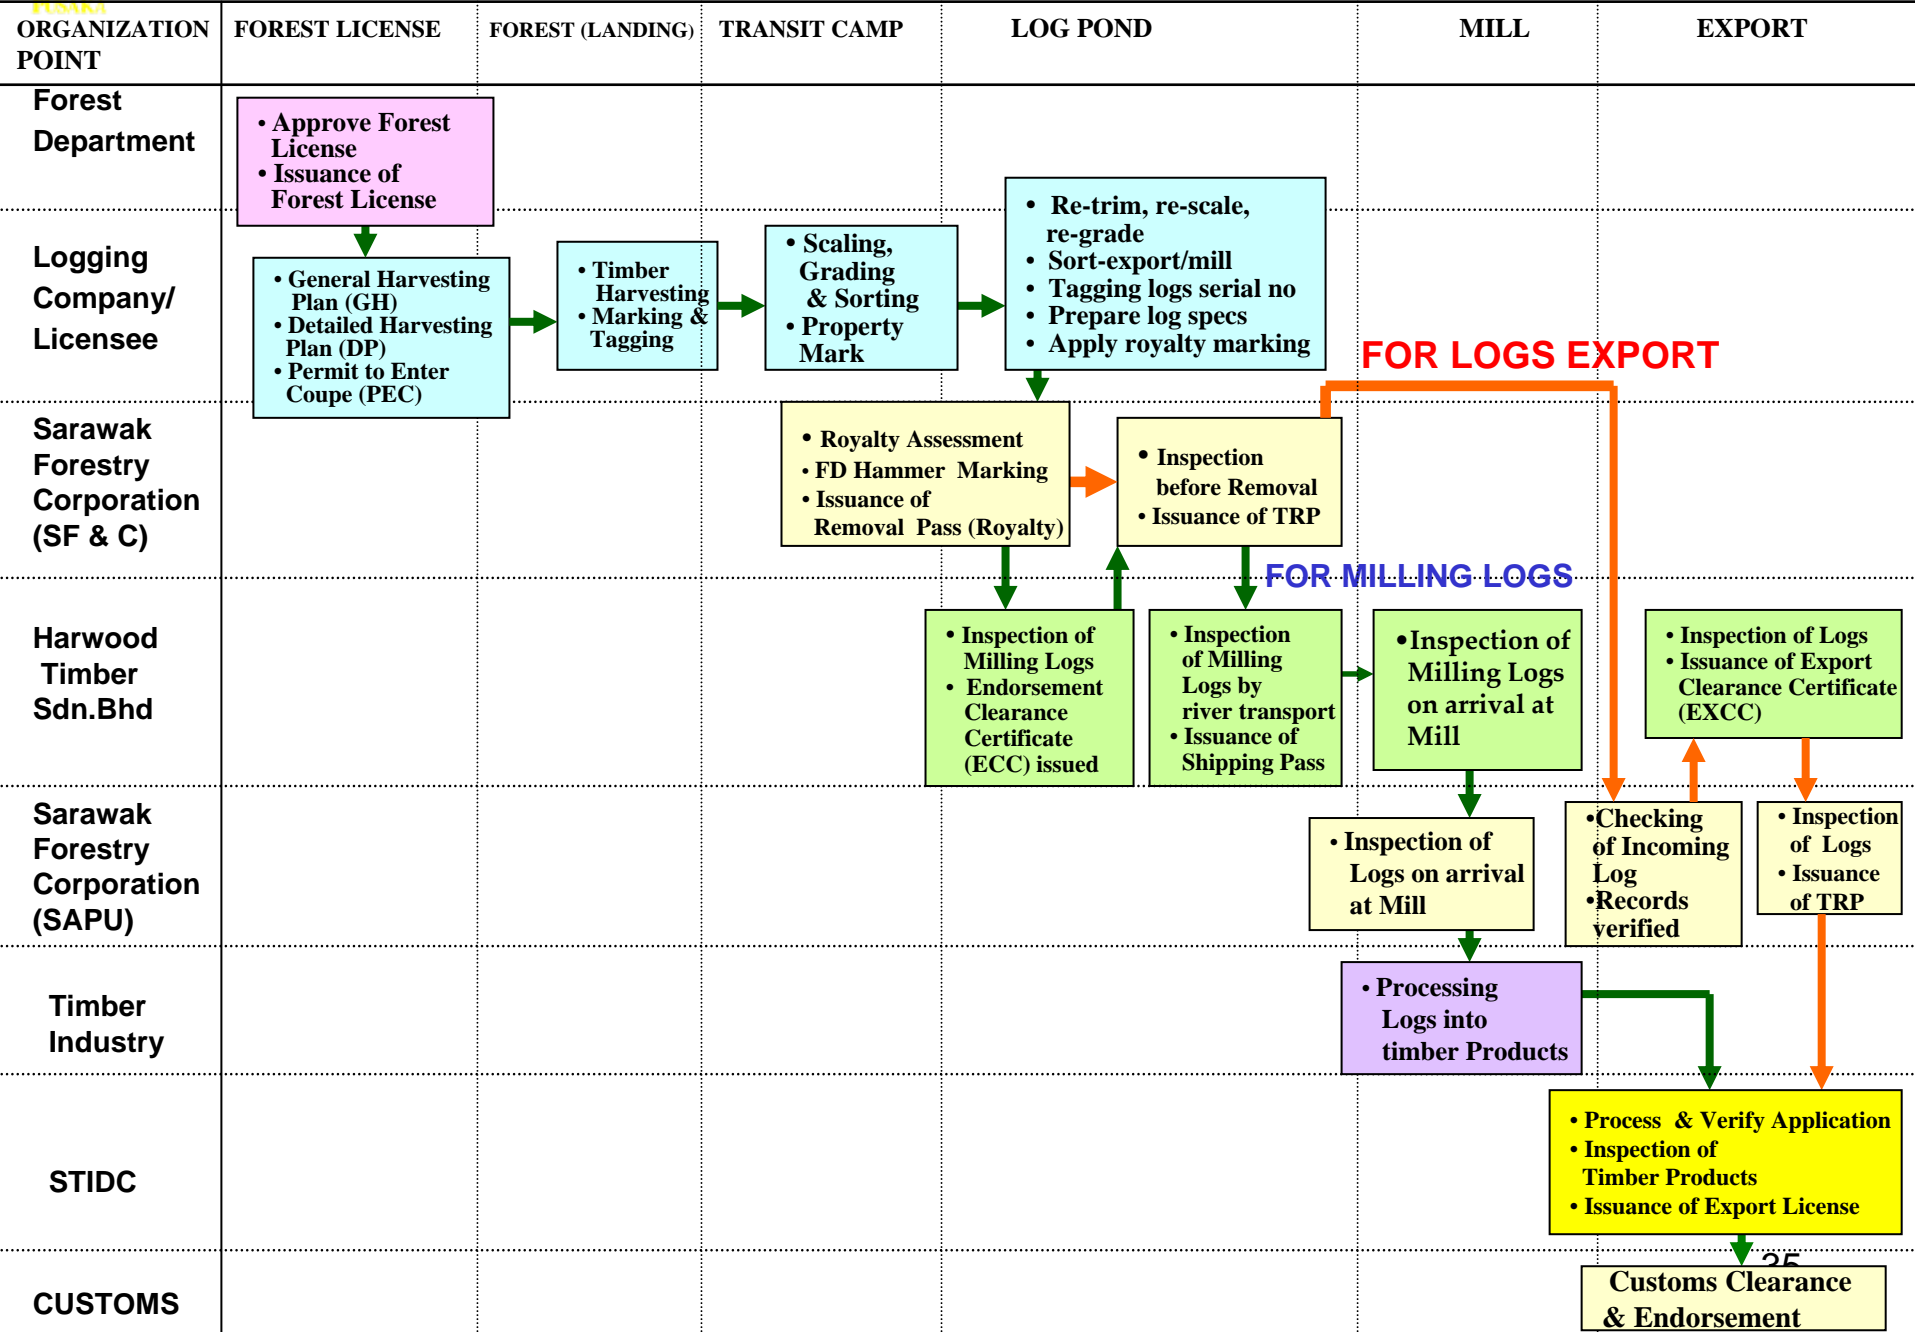 PUSAKA
ORGANIZATION
POINT
FOREST LICENSE
FOREST (LANDING)
TRANSIT CAMP
LOG POND
MILL
EXPORT
Forest
Department
• Approve Forest
License
• Issuance of
Forest License
Logging
Company/
Licensee
• General Harvesting
Plan (GH)
• Detailed Harvesting
Plan (DP)
• Permit to Enter
Coupe (PEC)
• Timber
Harvesting
• Marking &
Tagging
• Scaling,
Grading
& Sorting
• Property
Mark
• Re-trim, re-scale,
re-grade
• Sort-export/mill
• Tagging logs serial no
• Prepare log specs
• Apply royalty marking
FOR LOGS EXPORT
Sarawak
Forestry
Corporation
(SF & C)
• Royalty Assessment
• FD Hammer Marking
• Issuance of
Removal Pass (Royalty)
• Inspection
before Removal
• Issuance of TRP
FOR MILLING LOGS
Harwood
Timber
Sdn.Bhd
• Inspection of
Milling Logs
• Endorsement
Clearance
Certificate
(ECC) issued
• Inspection
of Milling
Logs by
river transport
• Issuance of
Shipping Pass
•Inspection of
Milling Logs
on arrival at
Mill
• Inspection of Logs
• Issuance of Export
Clearance Certificate
(EXCC)
Sarawak
Forestry
Corporation
(SAPU)
• Inspection of
Logs on arrival
at Mill
•Checking
of Incoming
Log
•Records
verified
• Inspection
of Logs
• Issuance
of TRP
Timber
Industry
• Processing
Logs into
timber Products
STIDC
• Process & Verify Application
• Inspection of
Timber Products
• Issuance of Export License
35
CUSTOMS
Customs Clearance
& Endorsement